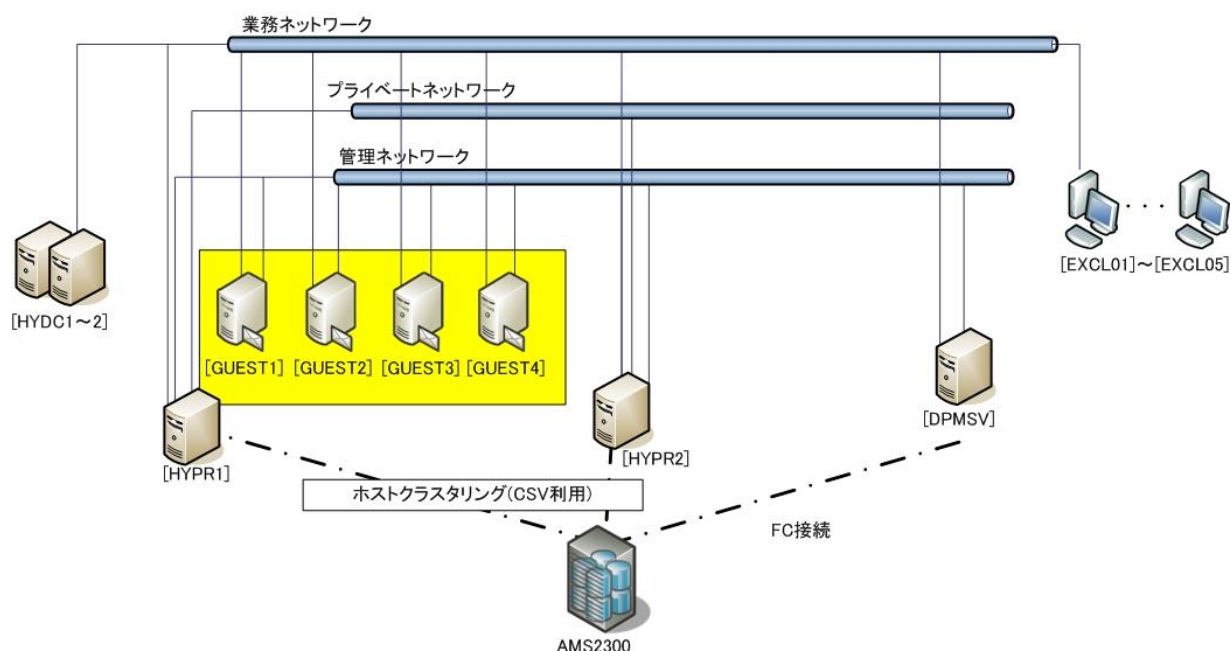 業務ネットワーク
プライベートネットワーク
管理ネットワーク
[HYDC1～2]
[EXCL01]～[EXCL05]
[GUEST1]
[GUEST2]
[GUEST3]
[GUEST4]
[DPMSV]
[HYPR1]
[HYPR2]
ホストクラスタリング(CSV利用)
FC接続
AMS2300